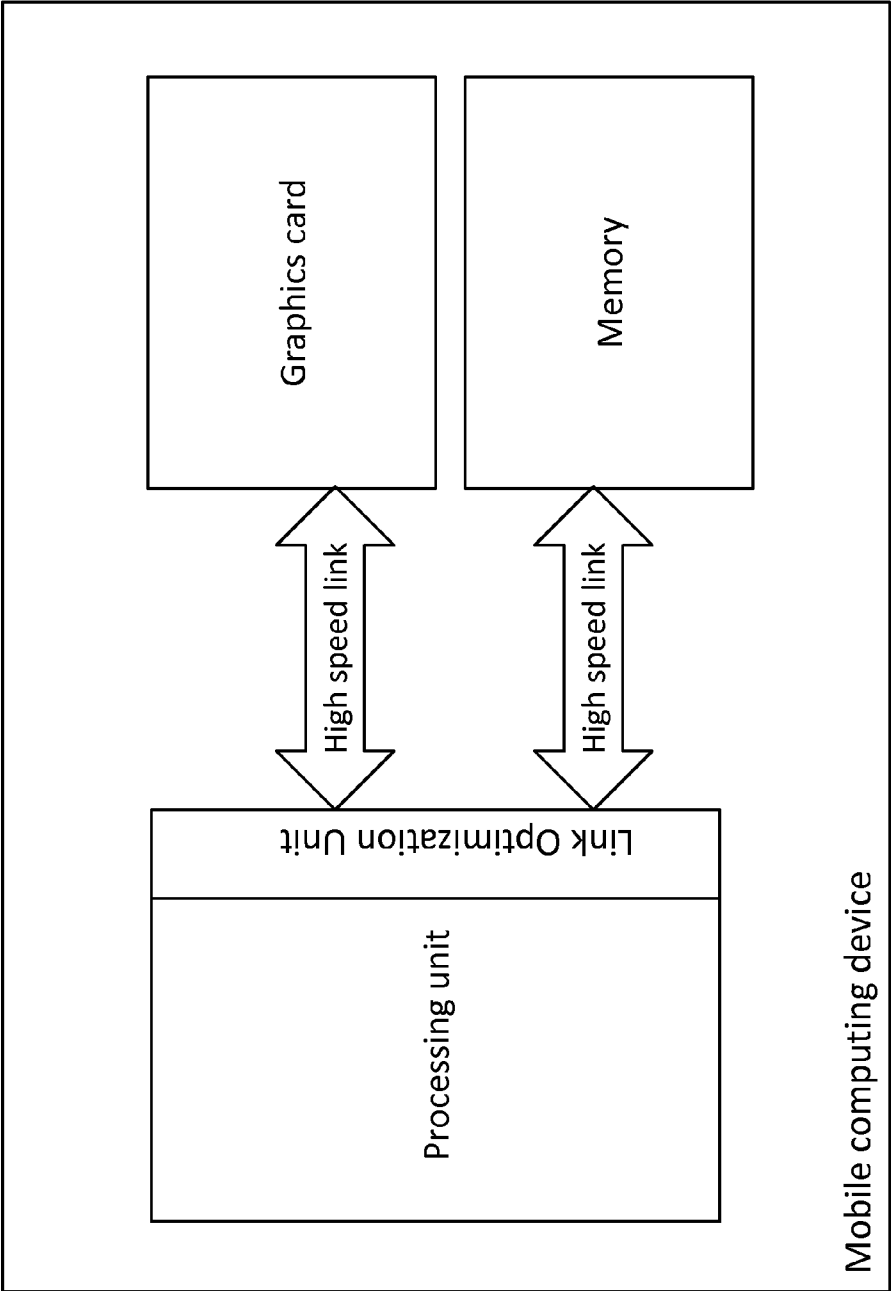 Graphics card
Memory
High speed link
High speed link
Link Optimization Unit
Processing unit
Mobile computing device